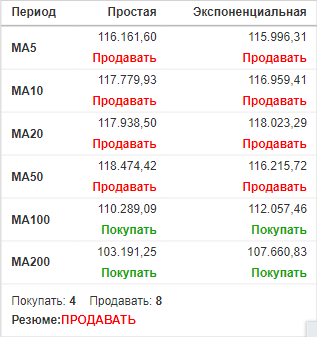 Период Простая Экспоненциальная
MA5 116.161,60 115.996,31
Продавать Продавать
MA10 117.779,93 116.959,41
Продавать Продавать
MA20 117.938,50 118.023,29
Продавать Продавать
MA50 118.474,42 116.215,72
Продавать Продавать
MA100 110.289,09 112.057,46
Покупать Покупать
MA200 103.191,25 107.660,83
Покупать Покупать
Покупать: 4 Продавать: 8
Резюме:ПРОДАВАТЬ